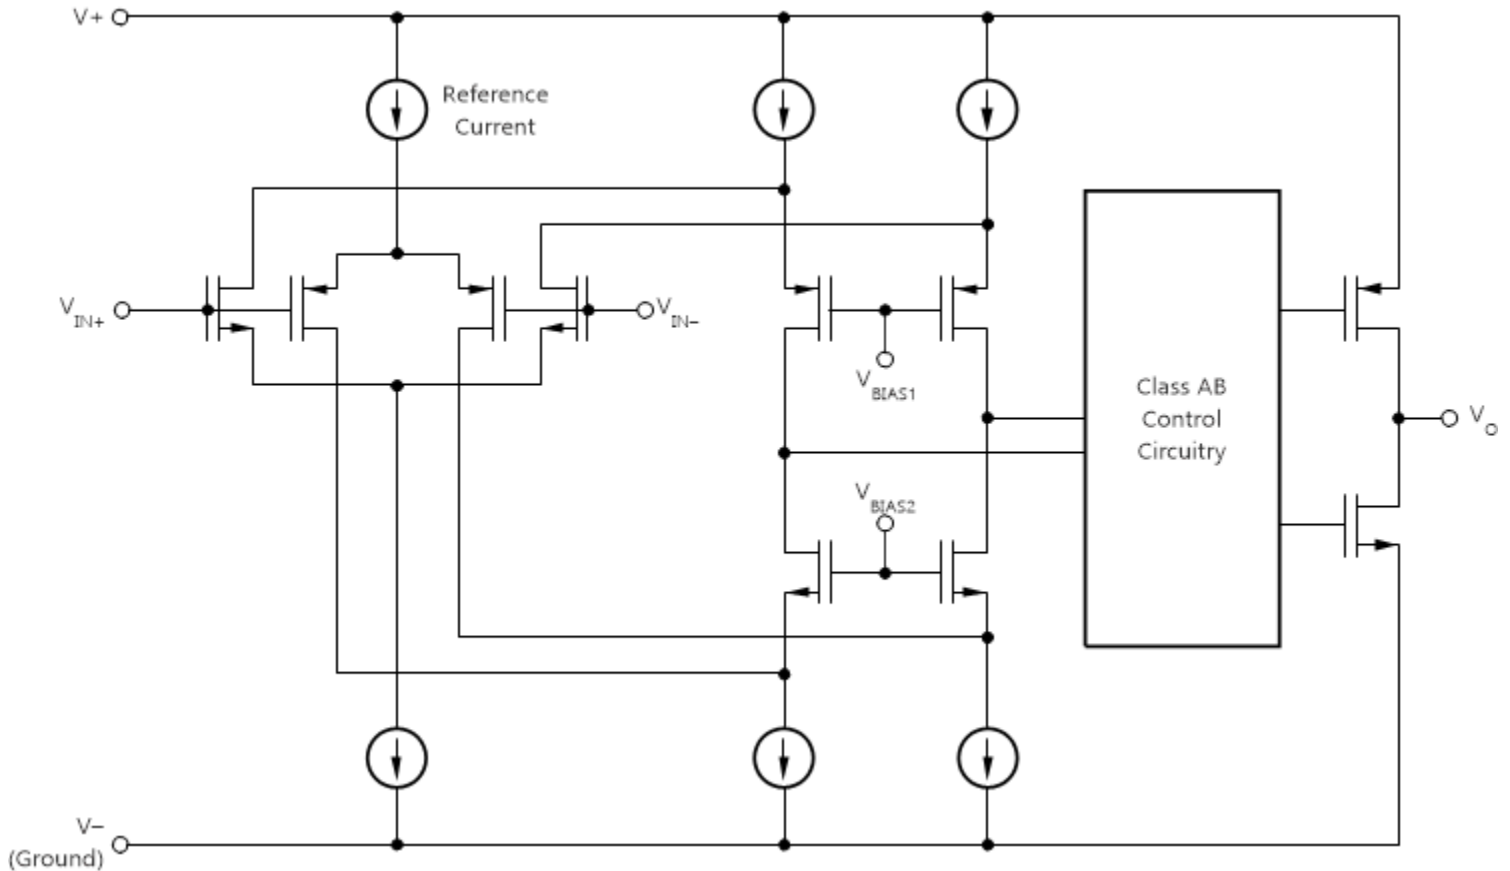 V+
Reference
Current
VIN+
VIN−
VBIAS1
Class AB
Control
Circuitry
VO
VBIAS2
V−
(Ground)